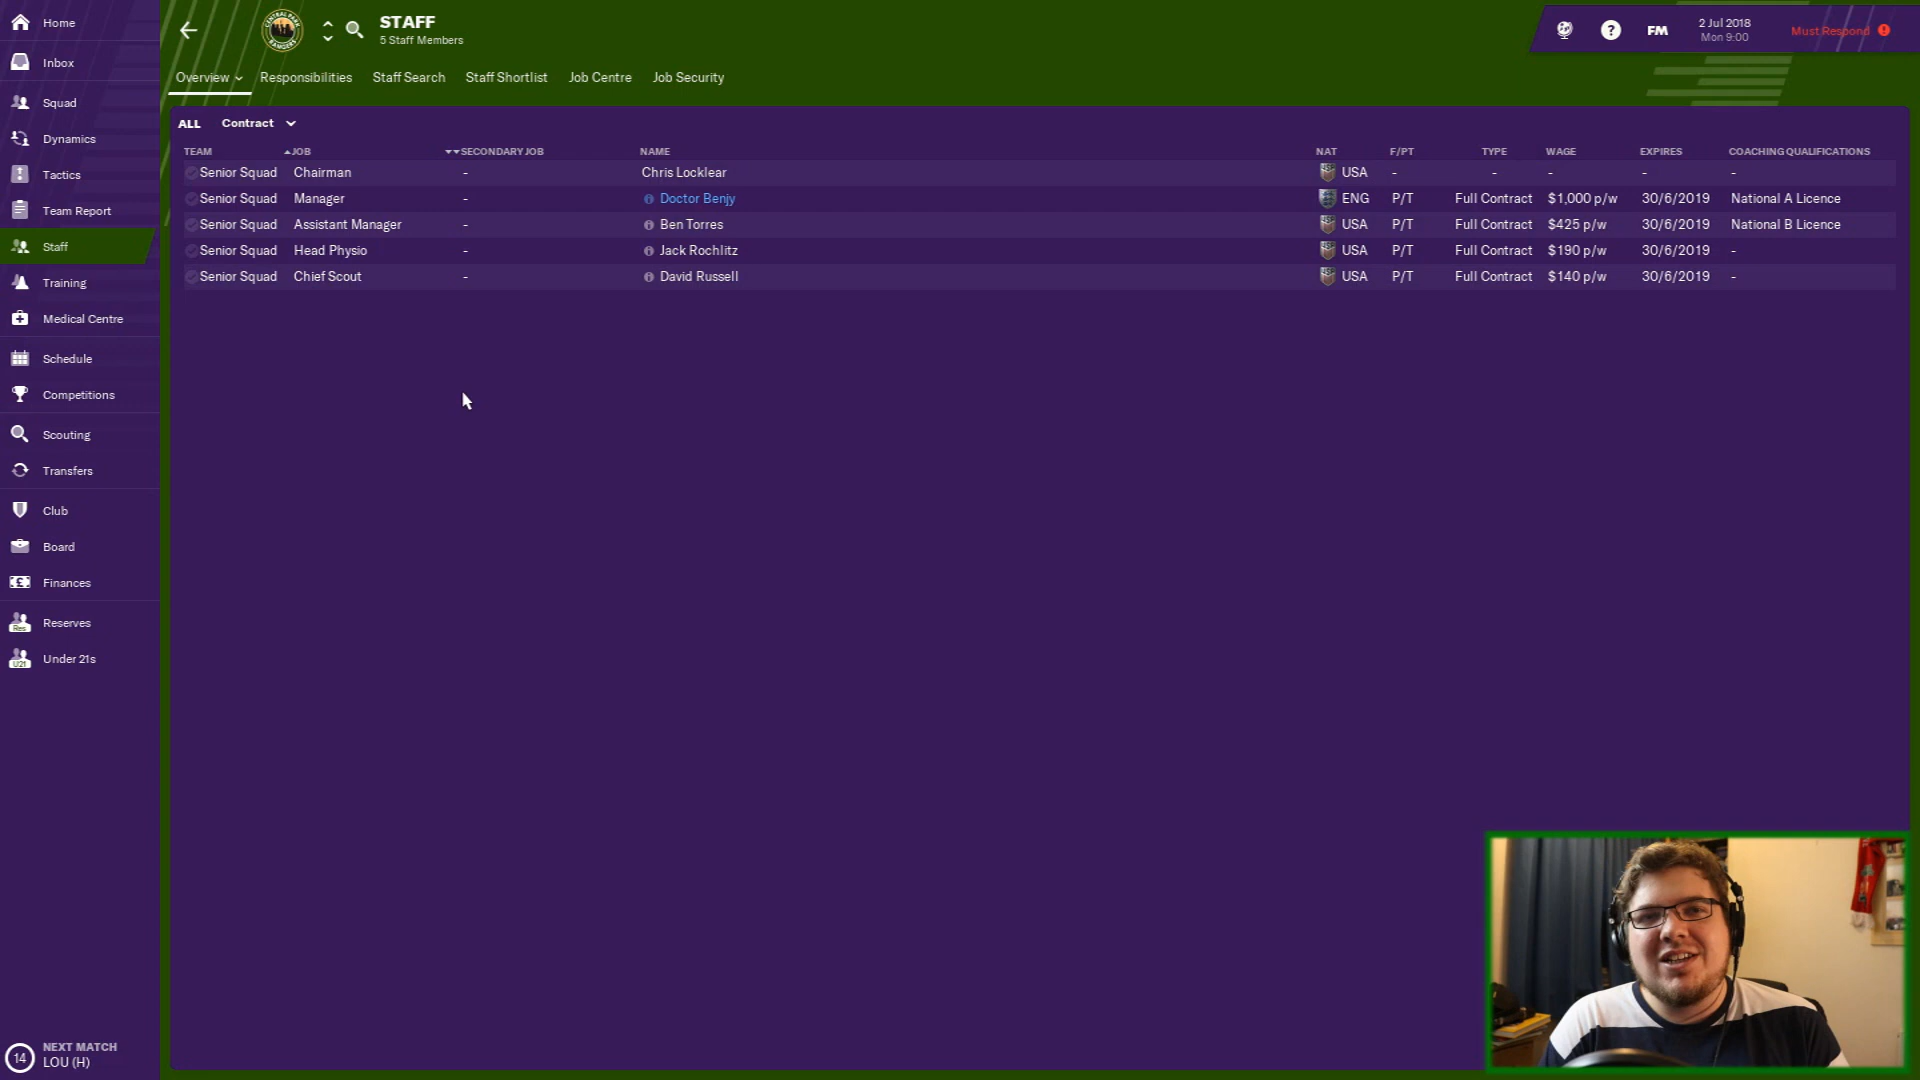 Home
Inbox
Squad
Dynamics
Tactics
Team Report
Staff
Training
Medical Centre
Schedule
Competitions
Scouting
Transfers
Club
Board
Finances
Res
Reserves
U21
Under 21s
14
NEXT MATCH
LOU (H)
CENTRAL PARK
RANGERS
STAFF
5 Staff Members
? FM
2 Jul 2018
Mon 9:00
Must Respond
Overview Responsibilities Staff Search Staff Shortlist Job Centre Job Security
ALL Contract
TEAM JOB SECONDARY JOB NAME NAT F/PT TYPE WAGE EXPIRES COACHING QUALIFICATIONS
Senior Squad Chairman - Chris Locklear USA - - - - -
Senior Squad Manager - Doctor Benjy ENG P/T Full Contract $1,000 p/w 30/6/2019 National A Licence
Senior Squad Assistant Manager - Ben Torres USA P/T Full Contract $425 p/w 30/6/2019 National B Licence
Senior Squad Head Physio - Jack Rochlitz USA P/T Full Contract $190 p/w 30/6/2019 -
Senior Squad Chief Scout - David Russell USA P/T Full Contract $140 p/w 30/6/2019 -